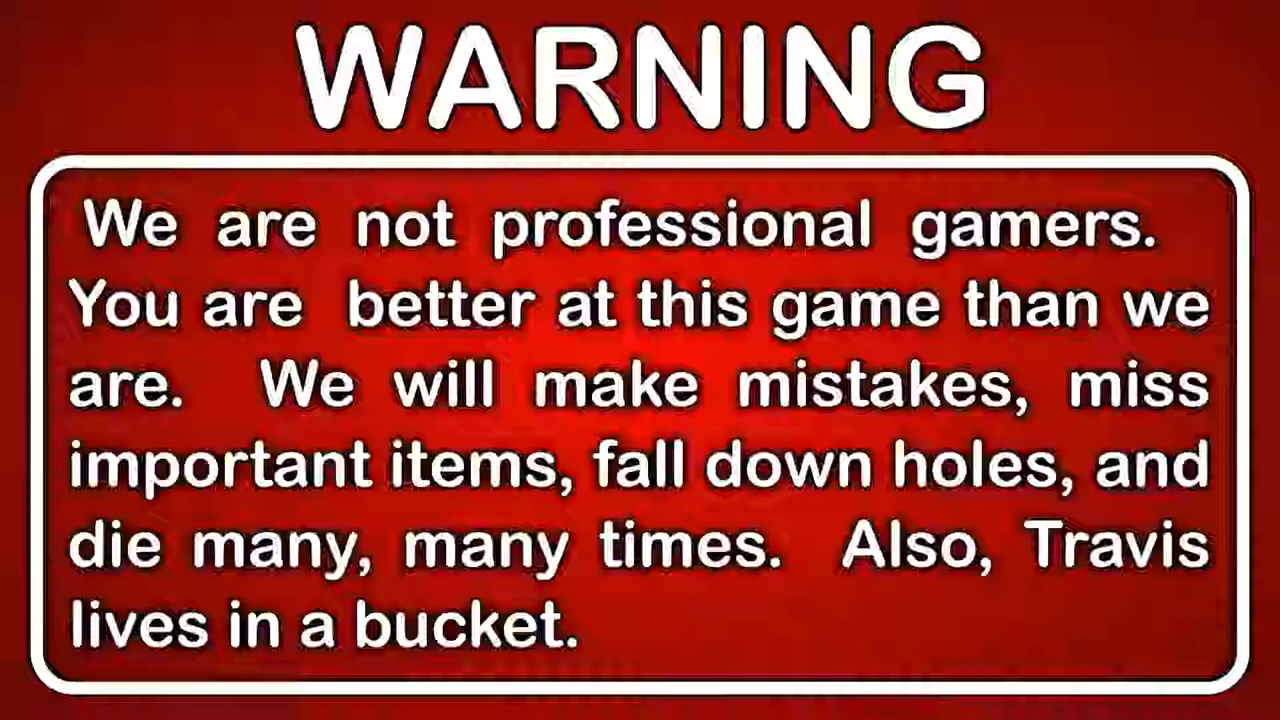 WARNING
We are not professional gamers.
You are better at this game than we
are. We will make mistakes, miss
important items, fall down holes, and
die many, many times. Also, Travis
lives in a bucket.